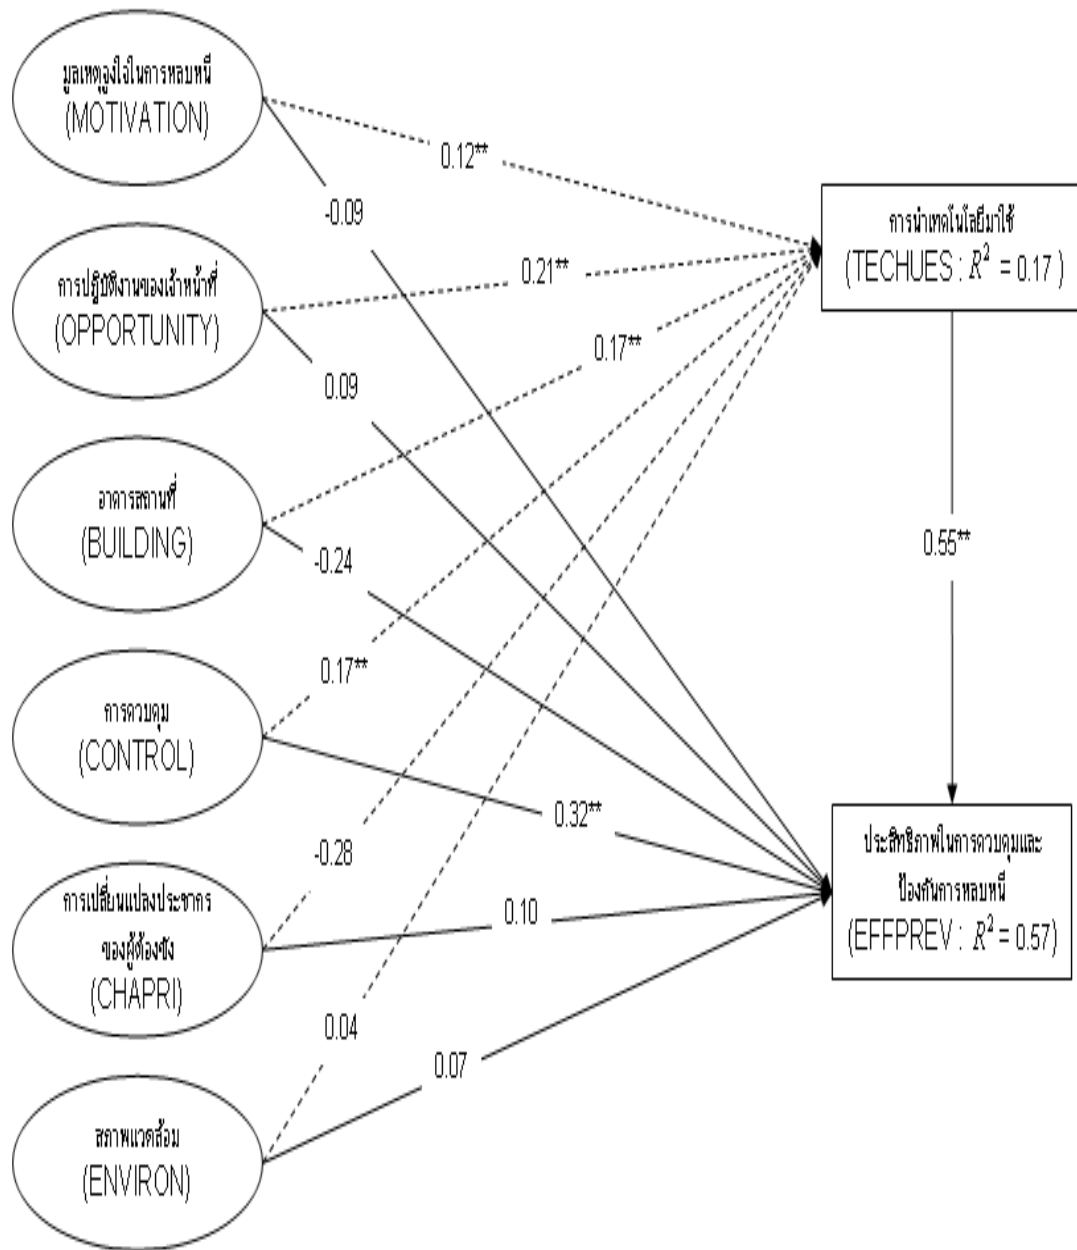 มูลเหตุจูงใจในการหลบหนี
(MOTIVATION)
0.12**
-0.09
การนำเทคโนโลยีมาใช้
(TECHUES : R² = 0.17 )
การปฏิบัติงานของเจ้าหน้าที่
(OPPORTUNITY)
0.21**
0.09
0.17**
อาคารสถานที่
(BUILDING)
-0.24
0.55**
0.17**
การควบคุม
(CONTROL)
0.32**
-0.28
ประสิทธิภาพในการควบคุมและ
ป้องกันการหลบหนี
(EFFPREV : R² = 0.57)
การเปลี่ยนแปลงประชากร
ของผู้ต้องขัง
(CHAPRI)
0.10
0.04
0.07
สภาพแวดล้อม
(ENVIRON)